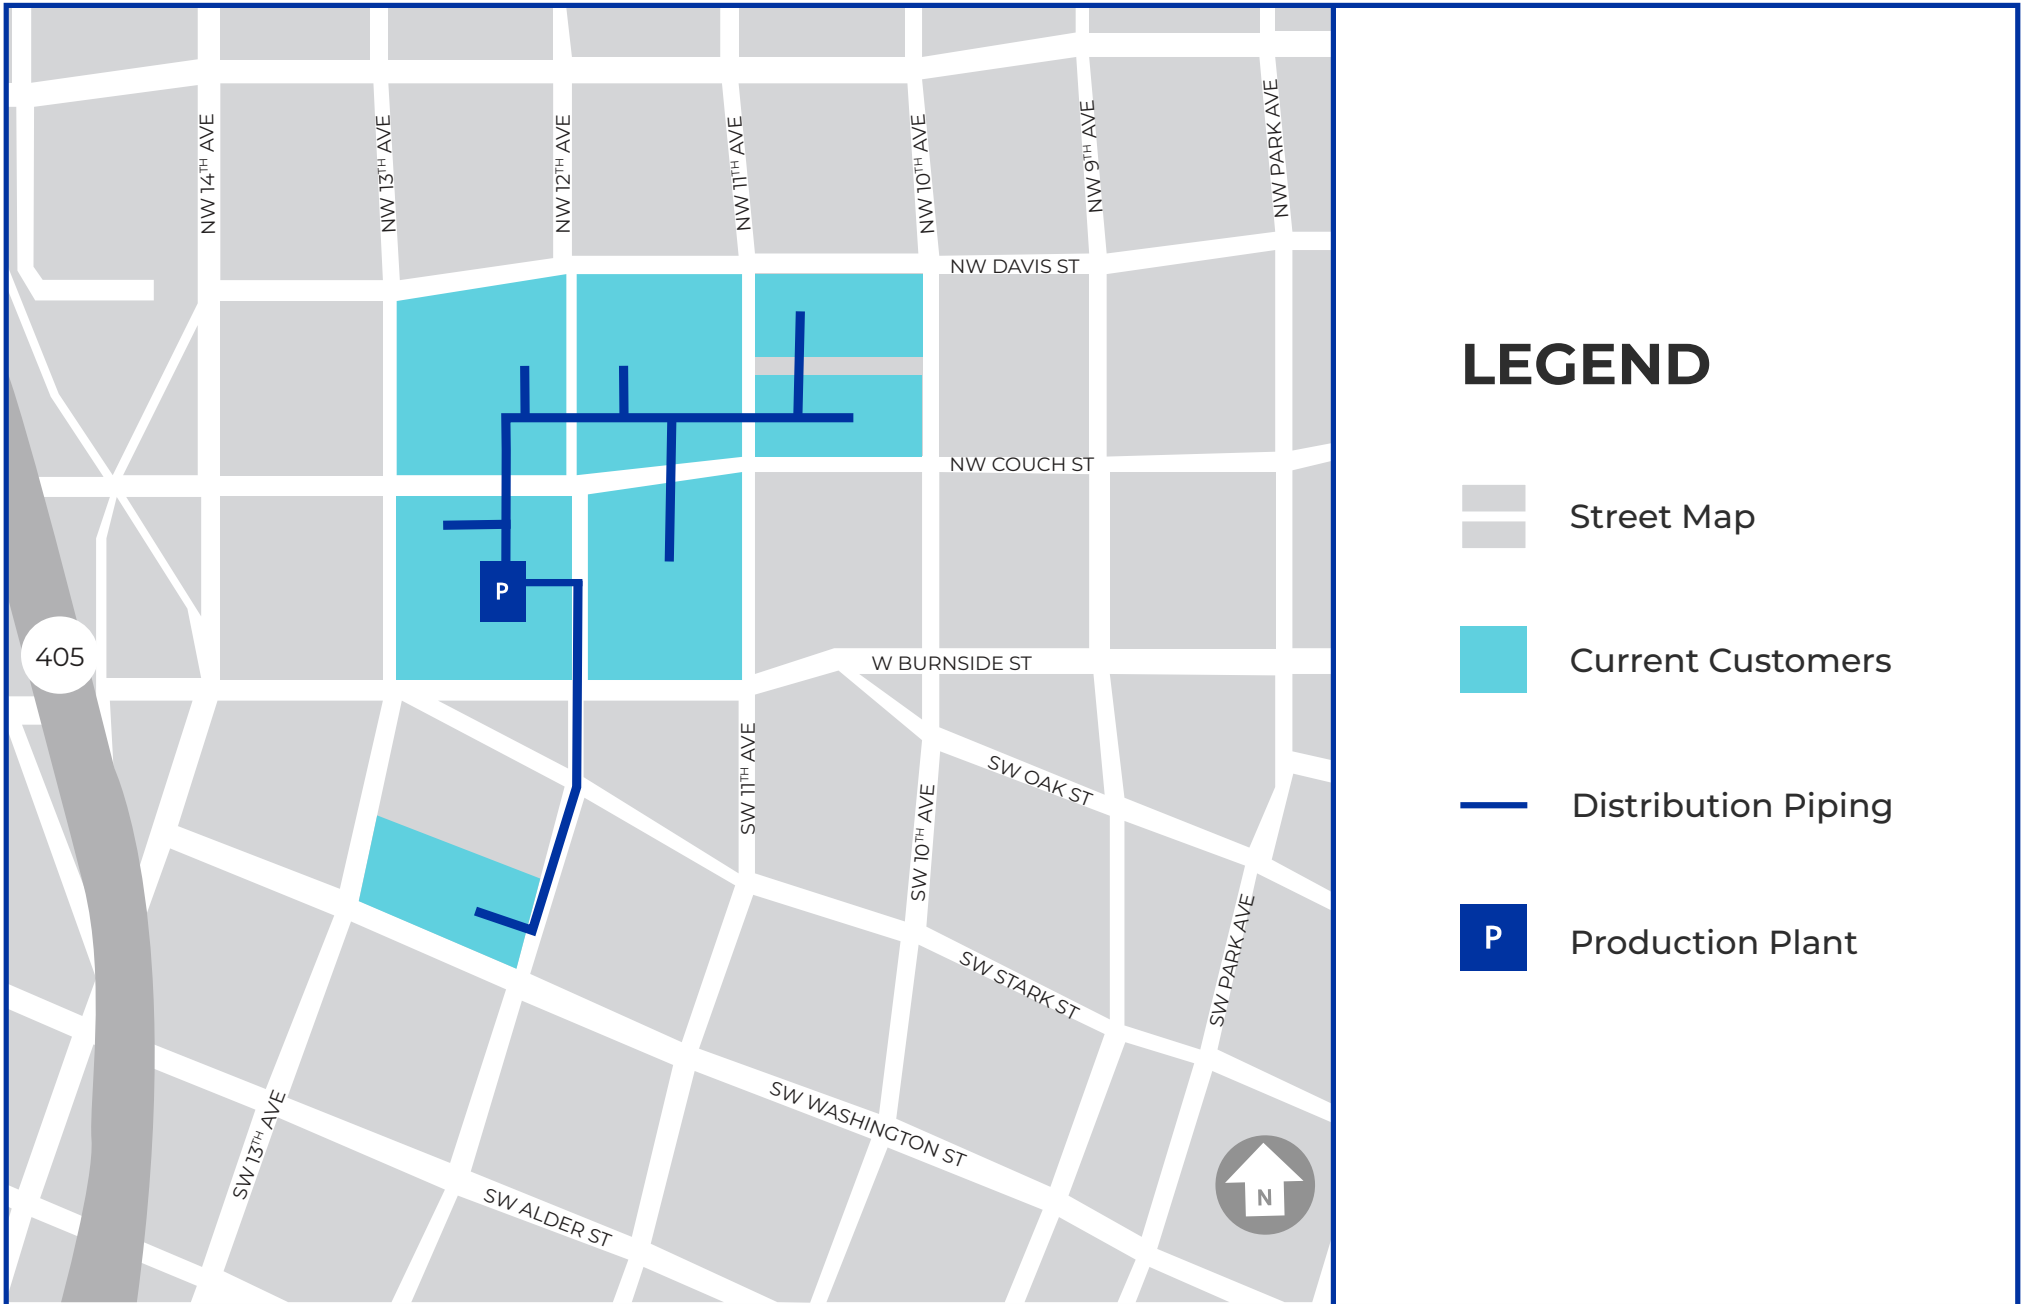 NW 14TH AVE
NW 13TH AVE
NW 12TH AVE
NW 11TH AVE
NW 10TH AVE
NW 9TH AVE
NW PARK AVE
NW DAVIS ST
NW COUCH ST
W BURNSIDE ST
405
P
SW 11TH AVE
SW 10TH AVE
SW OAK ST
SW PARK AVE
SW STARK ST
SW WASHINGTON ST
SW 13TH AVE
SW ALDER ST
N
LEGEND
Street Map
Current Customers
Distribution Piping
P Production Plant